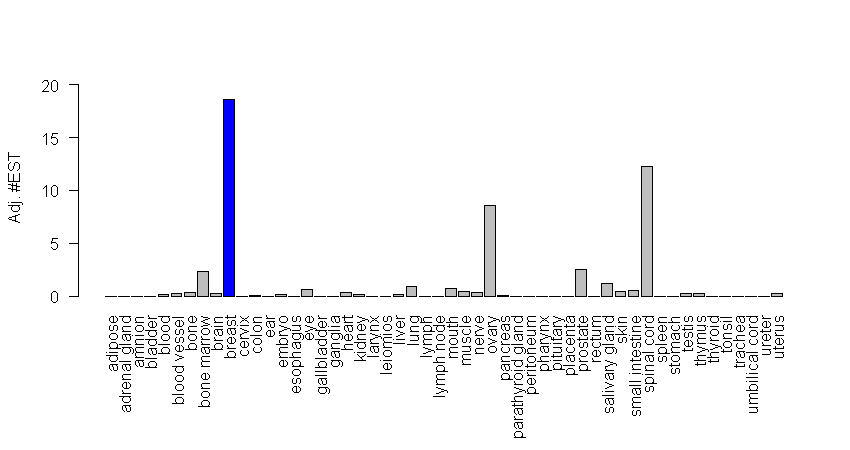 20
15
10
5
0
Adj. #EST
adipose
adrenal gland
amnion
bladder
blood
blood vessel
bone
bone marrow
brain
breast
cervix
colon
ear
embryo
esophagus
eye
gallbladder
ganglia
heart
kidney
larynx
leiomios
liver
lung
lymph
lymph node
mouth
muscle
nerve
ovary
pancreas
parathyroid gland
peritoneum
pharynx
pituitary
placenta
prostate
rectum
salivary gland
skin
small intestine
spinal cord
spleen
stomach
testis
thymus
thyroid
tonsil
trachea
umbilical cord
ureter
uterus